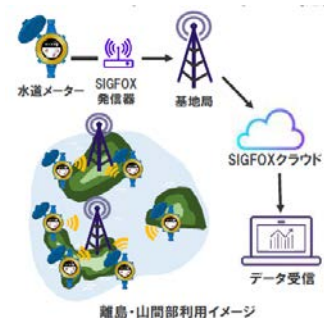 水道メーター
SIGFOX
発信器
基地局
SIGFOXクラウド
データ受信
離島・山間部利用イメージ